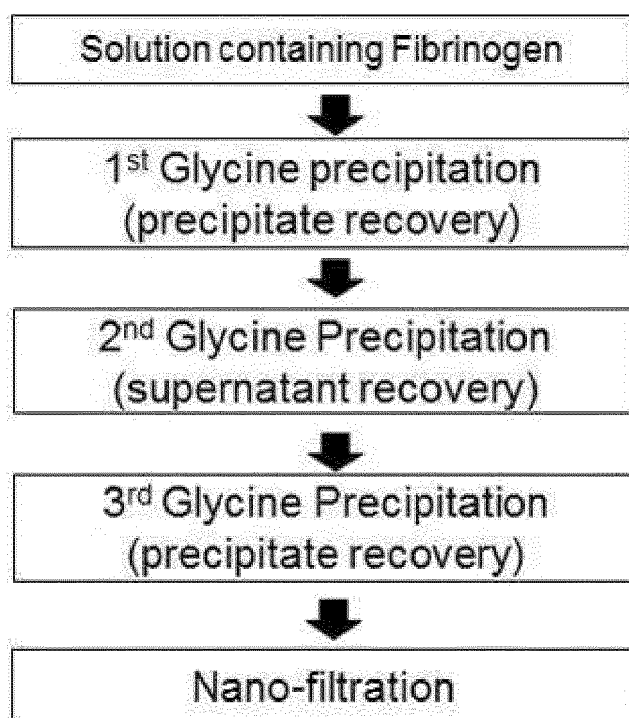 Solution containing Fibrinogen
1st Glycine precipitation
(precipitate recovery)
2nd Glycine Precipitation
(supernatant recovery)
3rd Glycine Precipitation
(precipitate recovery)
Nano-filtration